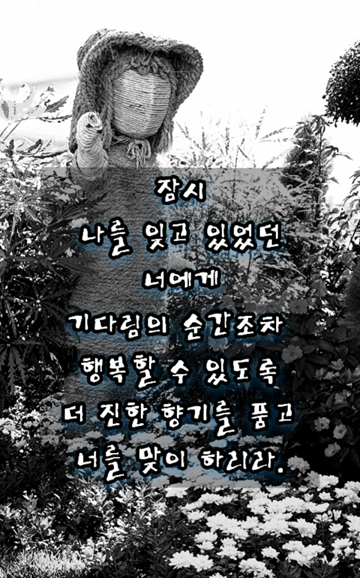 잠시
나를 잊고 있었던
너에게
기다림의 순간조차
행복할 수 있도록
더 진한 향기를 품고
너를 맞이 하리라.